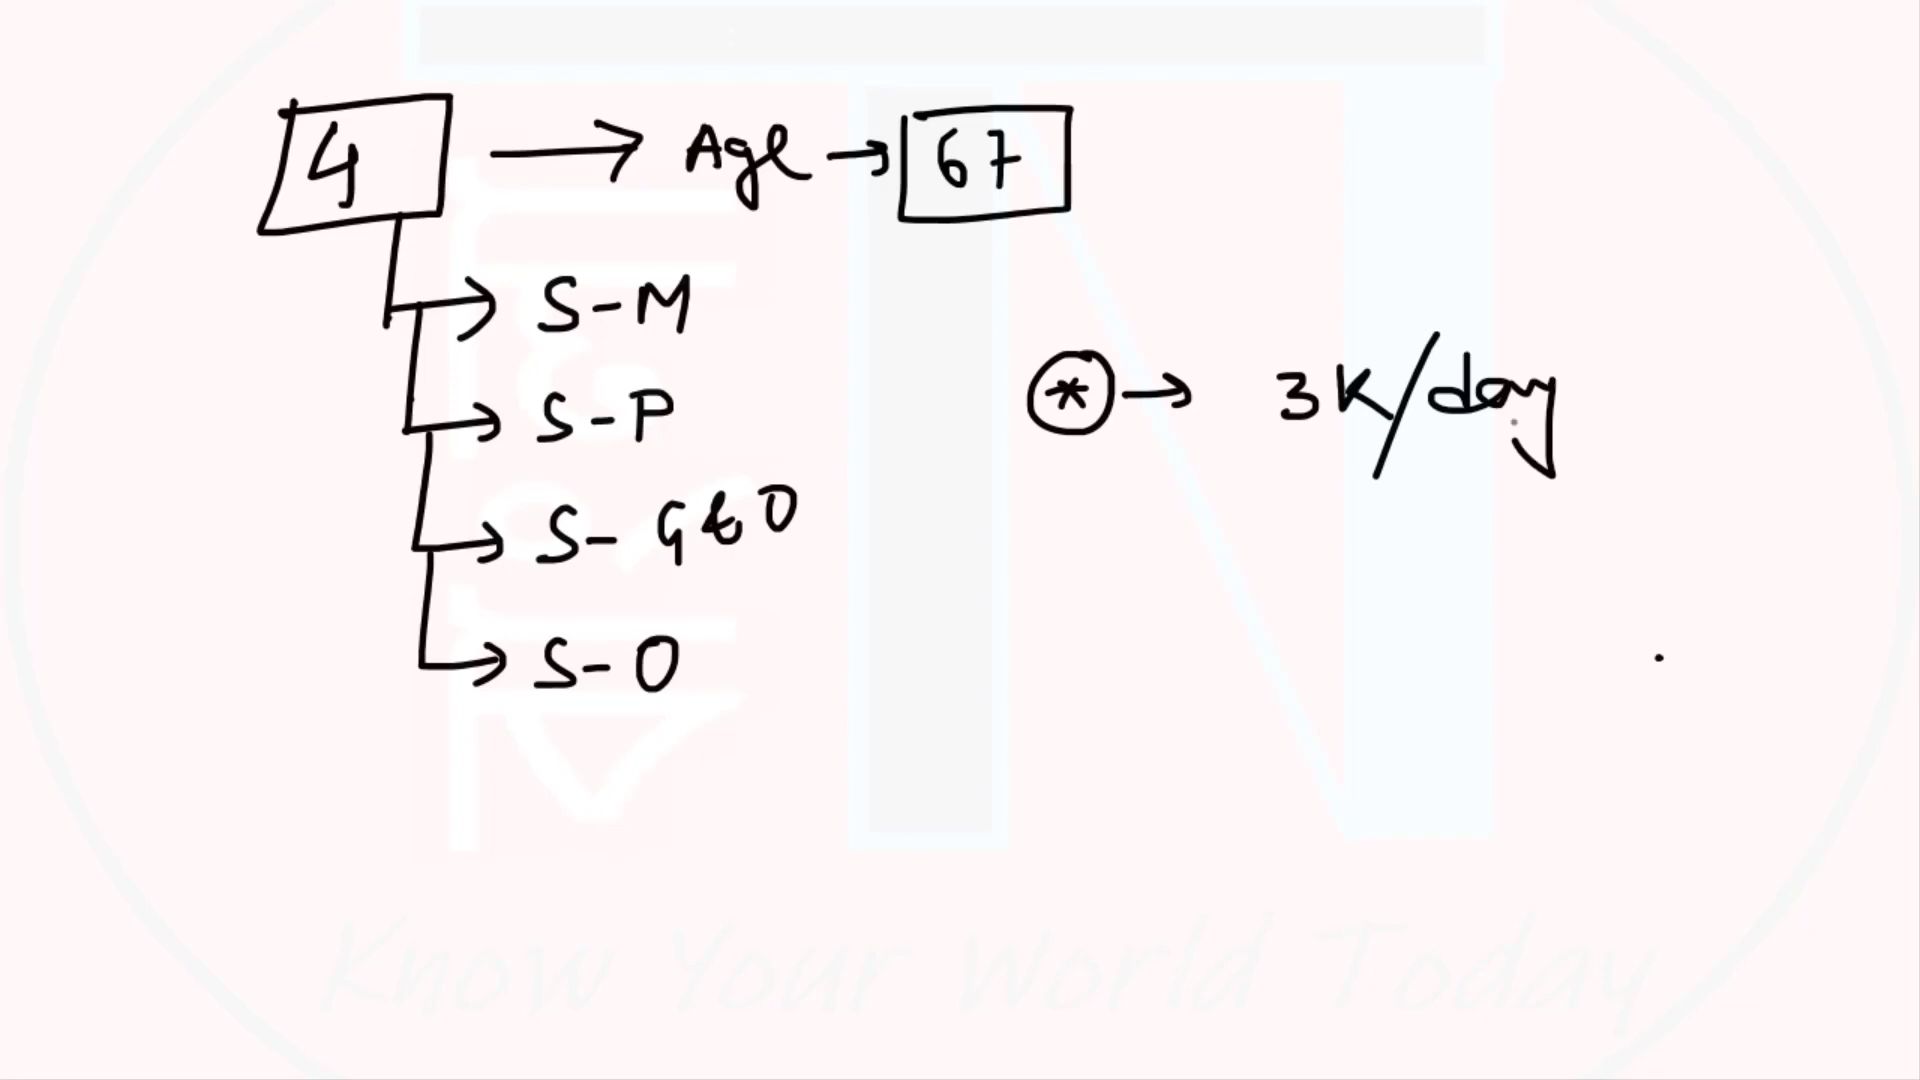 4 → Age → 67
→ S-M
→ S-P
* → 3K/day
→ S- G & O
→ S-O
Know Your World Today